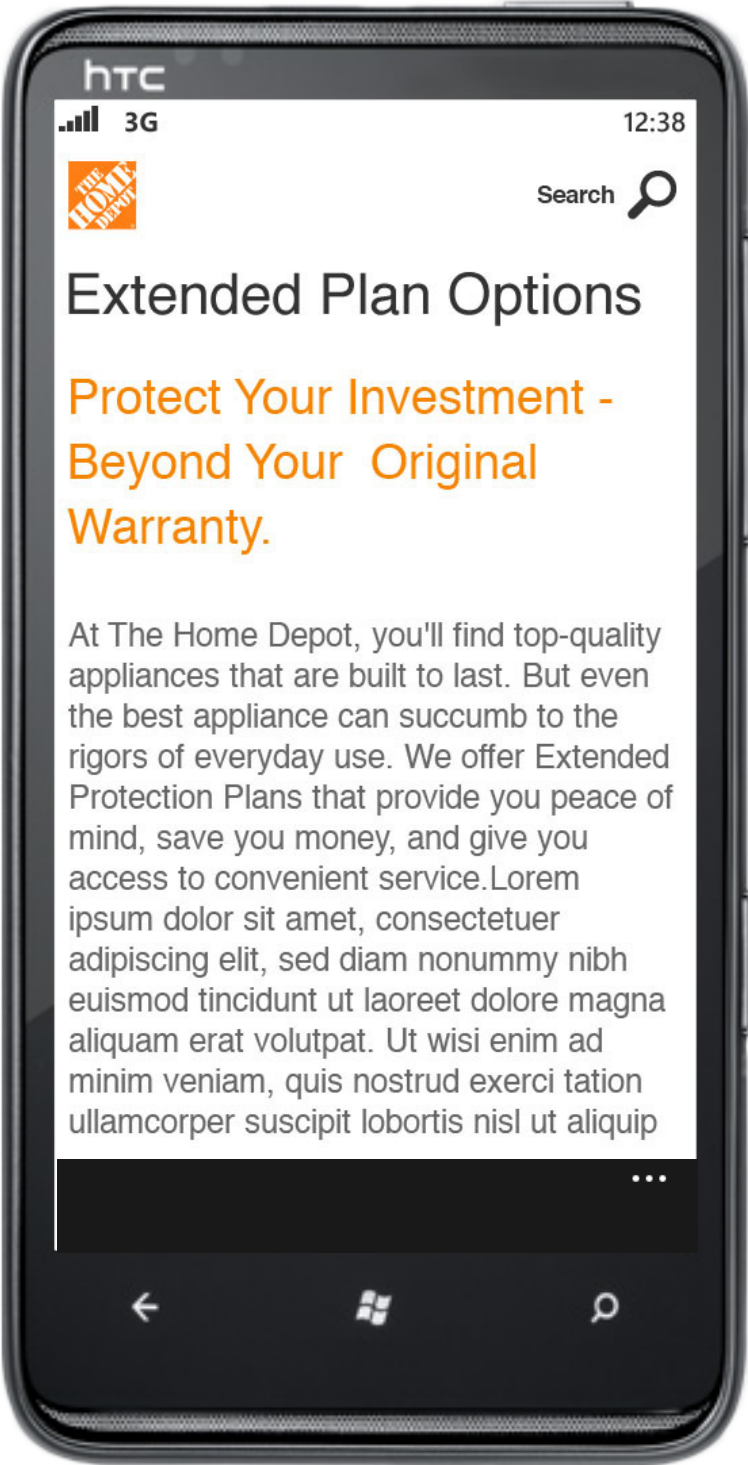 hTC
3G 12:38
THE
HOME
DEPOT
Search
Extended Plan Options
Protect Your Investment -
Beyond Your  Original
Warranty.
At The Home Depot, you'll find top-quality
appliances that are built to last. But even
the best appliance can succumb to the
rigors of everyday use. We offer Extended
Protection Plans that provide you peace of
mind, save you money, and give you
access to convenient service.Lorem
ipsum dolor sit amet, consectetuer
adipiscing elit, sed diam nonummy nibh
euismod tincidunt ut laoreet dolore magna
aliquam erat volutpat. Ut wisi enim ad
minim veniam, quis nostrud exerci tation
ullamcorper suscipit lobortis nisl ut aliquip
...